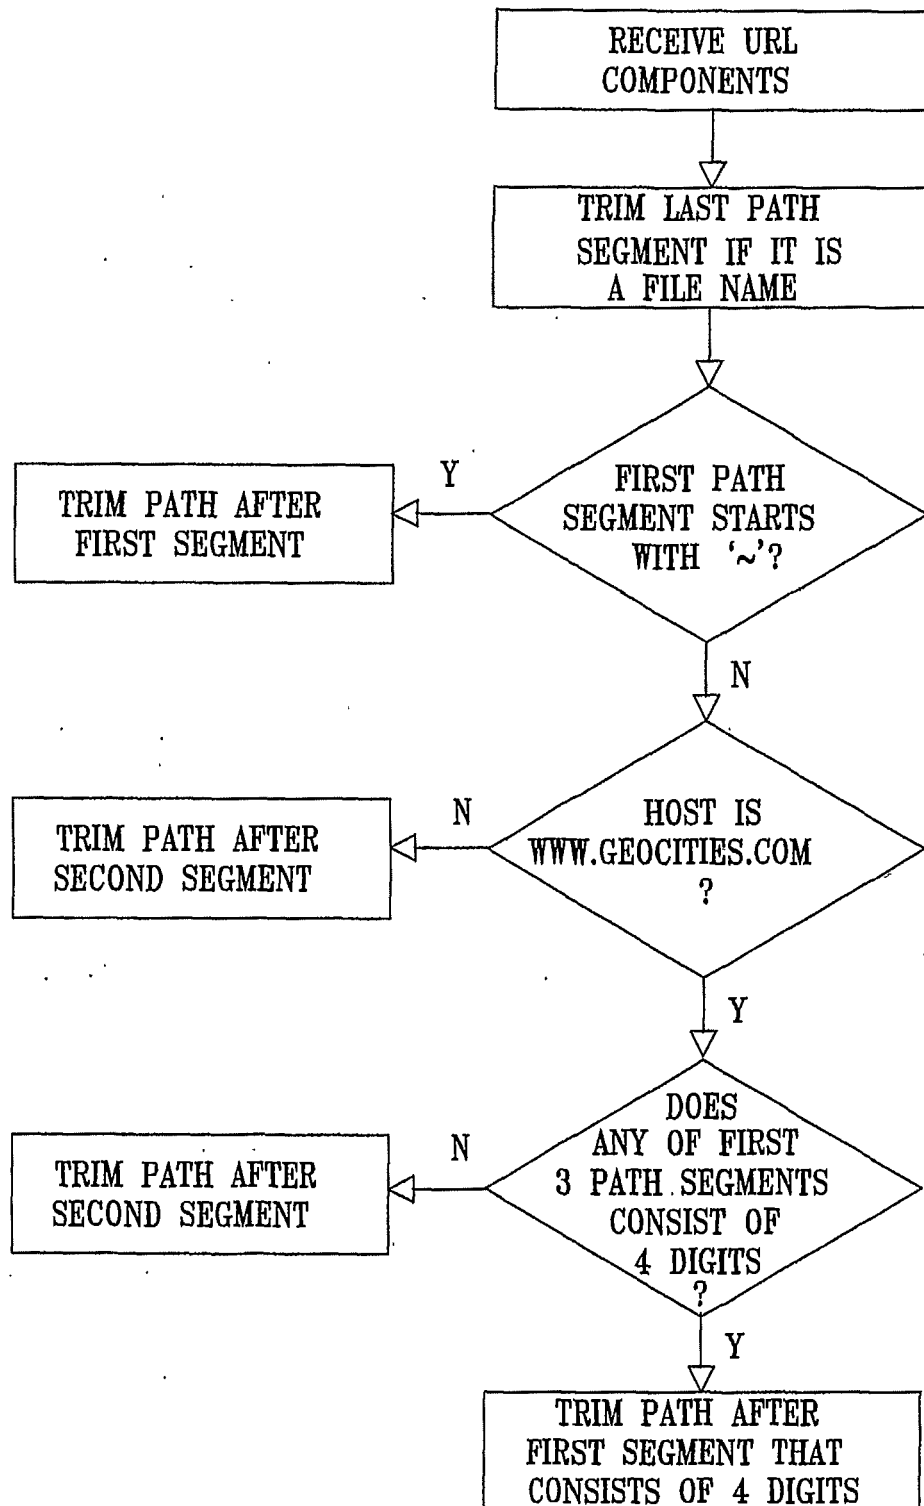 RECEIVE URL
COMPONENTS
TRIM LAST PATH
SEGMENT IF IT IS
A FILE NAME
FIRST PATH
SEGMENT STARTS
WITH ‘~’?
Y
TRIM PATH AFTER
FIRST SEGMENT
N
HOST IS
WWW.GEOCITIES.COM
?
N
TRIM PATH AFTER
SECOND SEGMENT
Y
DOES
ANY OF FIRST
3 PATH SEGMENTS
CONSIST OF
4 DIGITS
?
N
TRIM PATH AFTER
SECOND SEGMENT
Y
TRIM PATH AFTER
FIRST SEGMENT THAT
CONSISTS OF 4 DIGITS